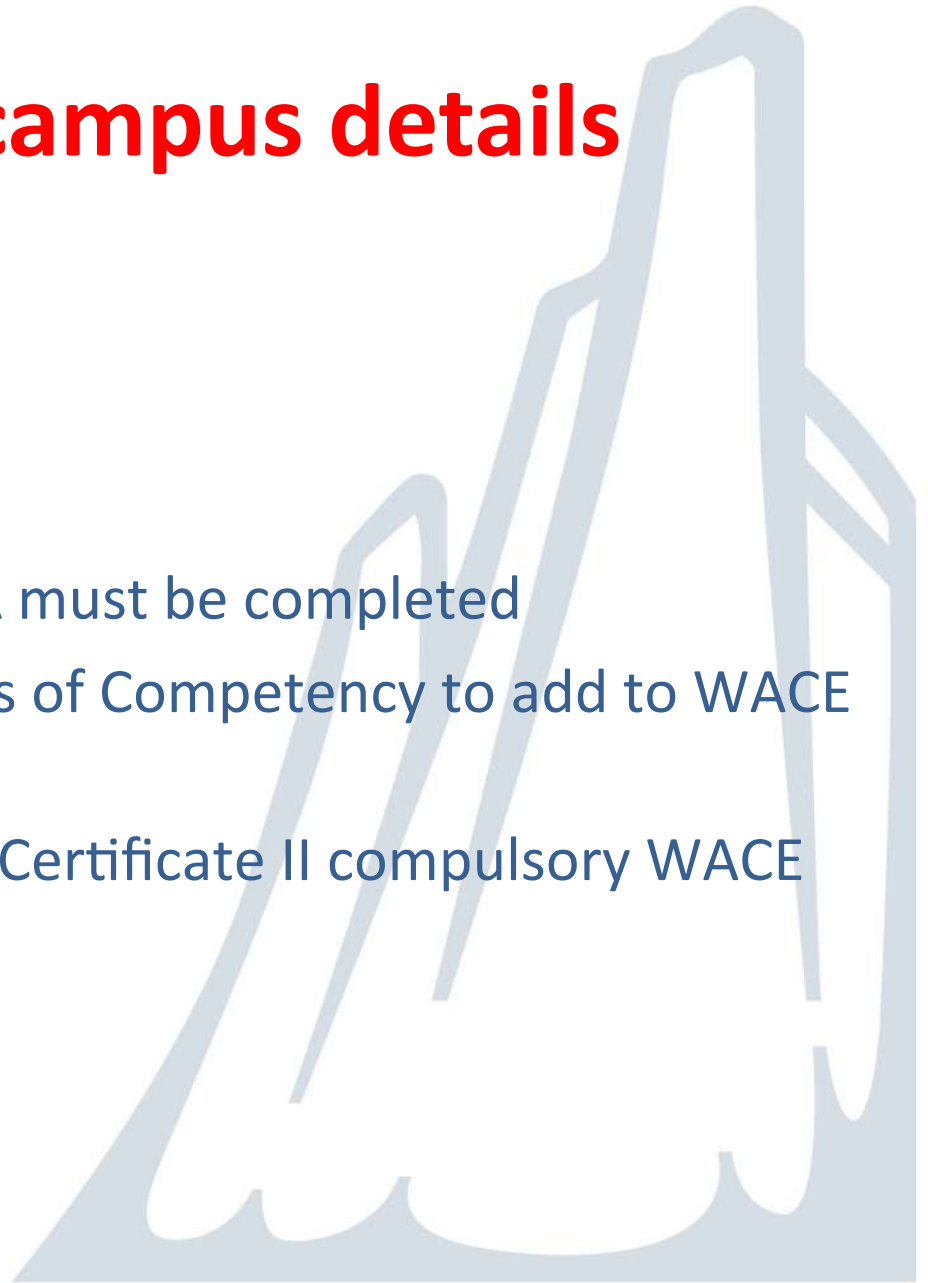 campus details
must be completed
s of Competency to add to WACE
Certificate II compulsory WACE